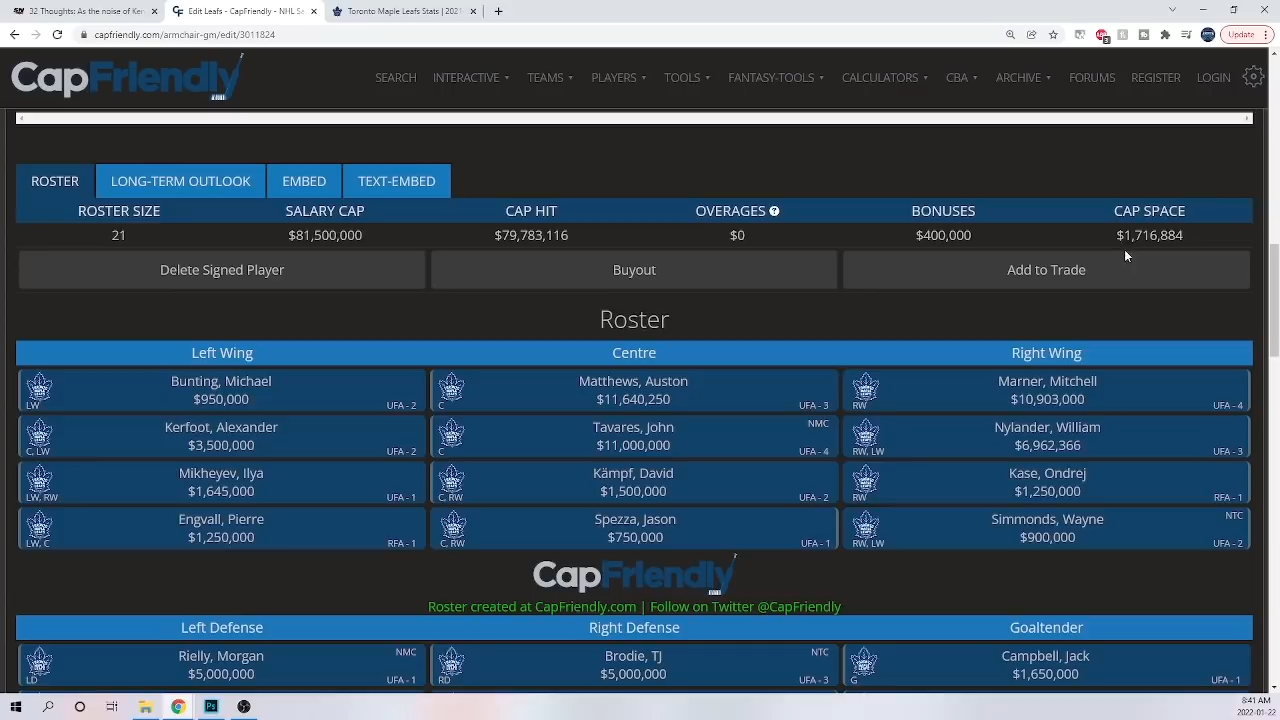 32 Thoughts: As the noise of Ker
Edit Leafs - CapFriendly - NHL Sa
Toronto Maple Leafs Stats | 2021
capfriendly.com/armchair-gm/edit/3011824
Update
CapFriendly
SEARCH INTERACTIVE TEAMS PLAYERS TOOLS FANTASY-TOOLS CALCULATORS CBA ARCHIVE FORUMS REGISTER LOGIN
ROSTER LONG-TERM OUTLOOK EMBED TEXT-EMBED
ROSTER SIZE SALARY CAP CAP HIT OVERAGES ? BONUSES CAP SPACE
21 $81,500,000 $79,783,116 $0 $400,000 $1,716,884
Delete Signed Player Buyout Add to Trade
Roster
Left Wing Centre Right Wing
Bunting, Michael Matthews, Auston Marner, Mitchell
$950,000 $11,640,250 $10,903,000
LW UFA - 2 C UFA - 3 RW UFA - 4
Kerfoot, Alexander Tavares, John NMC Nylander, William
$3,500,000 $11,000,000 $6,962,366
C, LW UFA - 2 C UFA - 4 RW, LW UFA - 3
Mikheyev, Ilya Kämpf, David Kase, Ondrej
$1,645,000 $1,500,000 $1,250,000
LW, RW UFA - 1 C, RW UFA - 2 RW RFA - 1
Engvall, Pierre Spezza, Jason Simmonds, Wayne NTC
$1,250,000 $750,000 $900,000
LW, C RFA - 1 C, RW UFA - 1 RW, LW UFA - 2
CapFriendly
Roster created at CapFriendly.com | Follow on Twitter @CapFriendly
Left Defense Right Defense Goaltender
Rielly, Morgan NMC Brodie, TJ NTC Campbell, Jack
$5,000,000 $5,000,000 $1,650,000
LD UFA - 1 RD UFA - 3 G UFA - 1
8:41 AM
2022-01-22